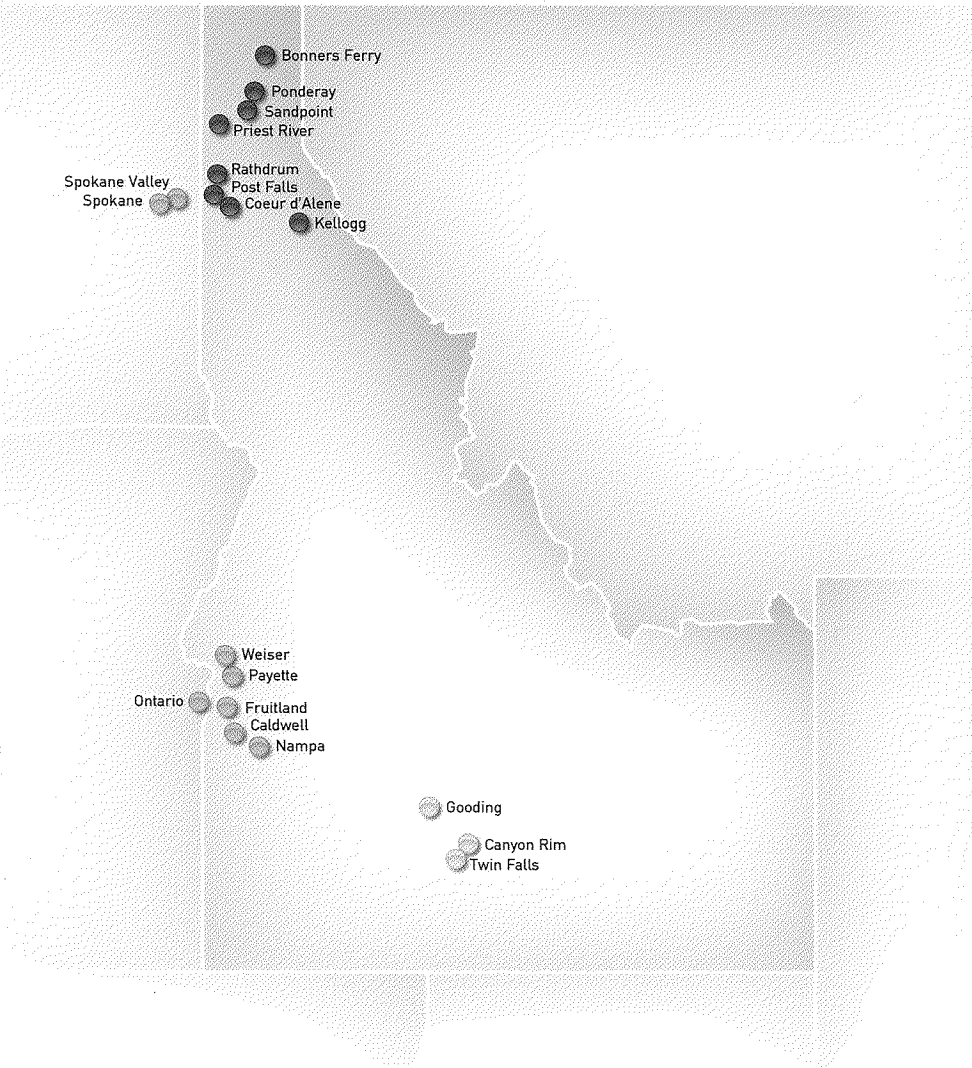 Bonners Ferry
Ponderay
Sandpoint
Priest River
Rathdrum
Spokane Valley
Post Falls
Spokane
Coeur d'Alene
Kellogg
Weiser
Payette
Ontario
Fruitland
Caldwell
Nampa
Gooding
Canyon Rim
Twin Falls